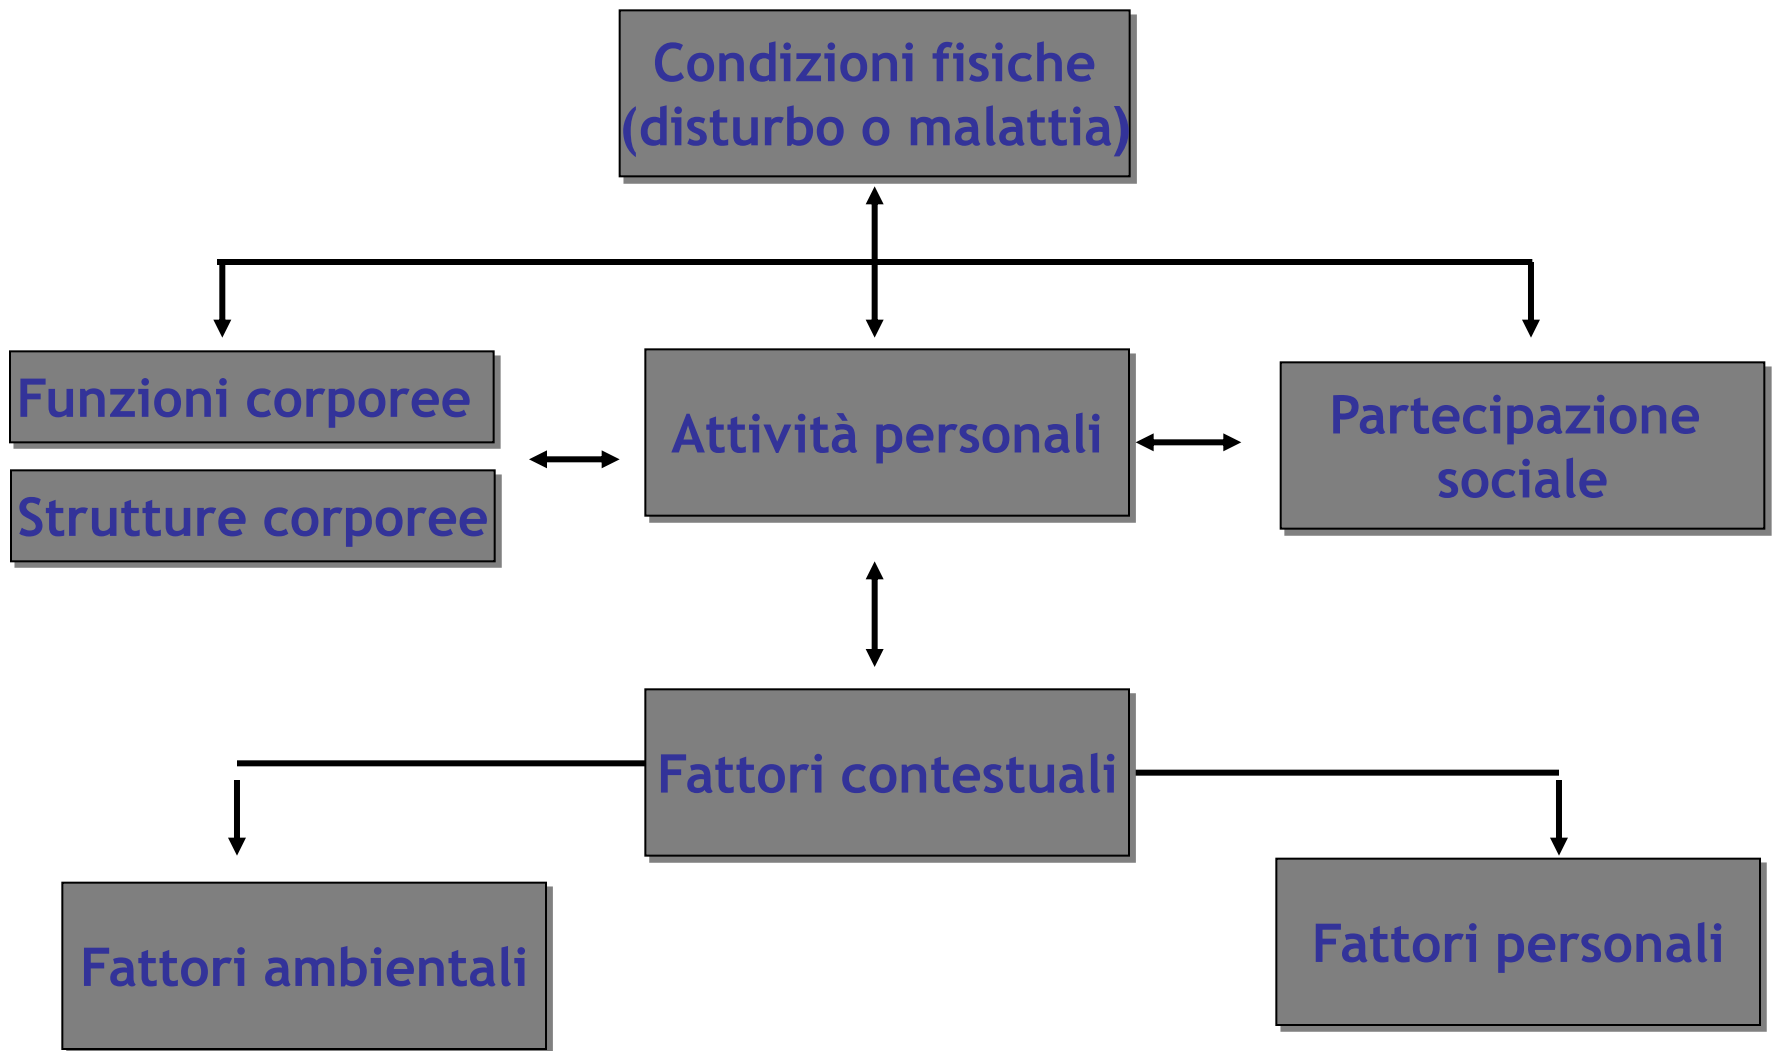 Condizioni fisiche
(disturbo o malattia)
Funzioni corporee
Strutture corporee
Attività personali
Partecipazione
sociale
Fattori contestuali
Fattori ambientali
Fattori personali